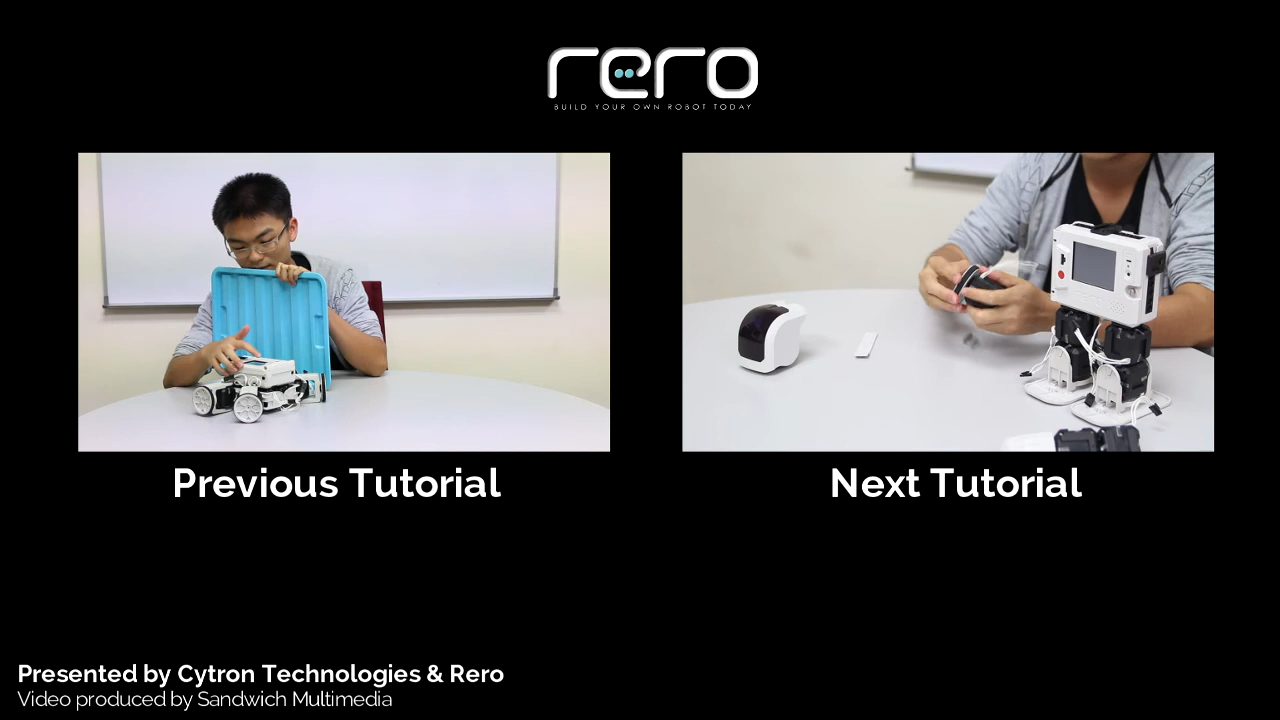 rero
BUILD YOUR OWN ROBOT TODAY
Previous Tutorial
Next Tutorial
Presented by Cytron Technologies & Rero
Video produced by Sandwich Multimedia